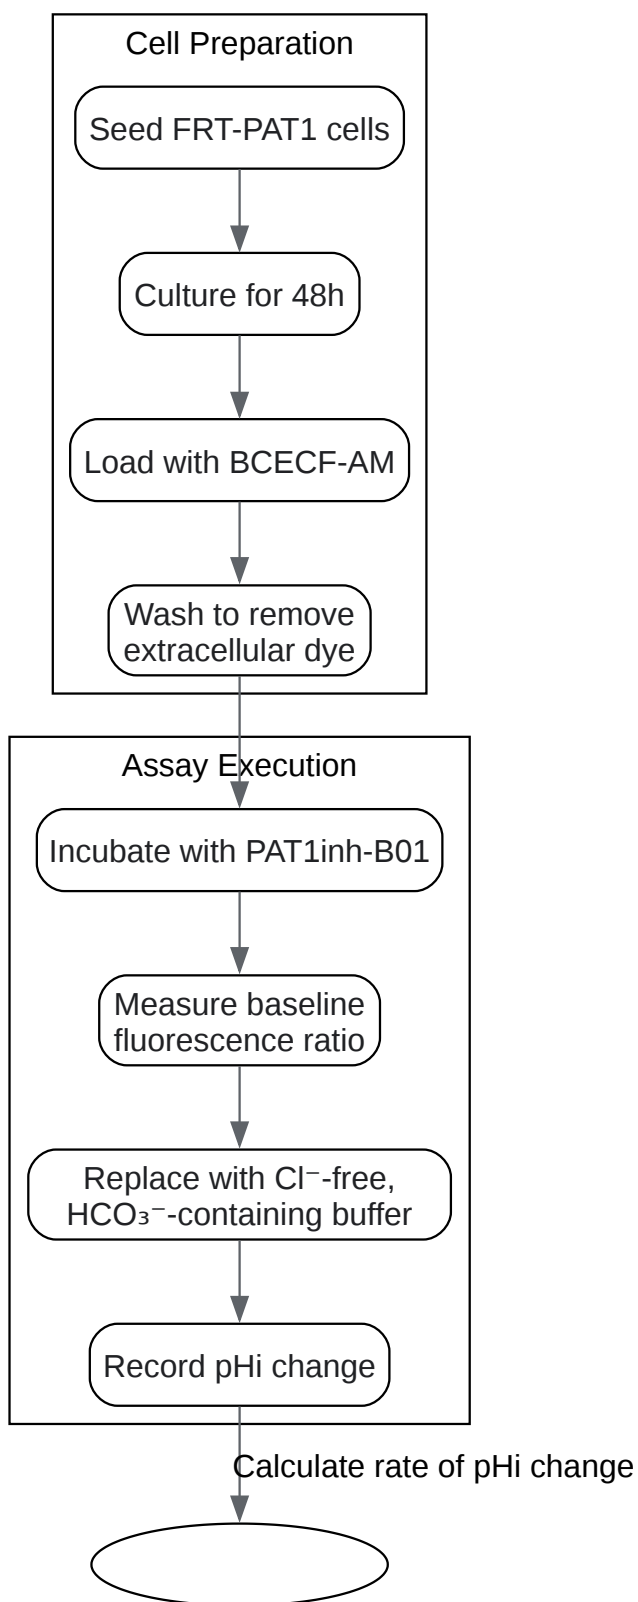 Cell Preparation
Seed FRT-PAT1 cells
Culture for 48h
Load with BCECF-AM
Wash to remove
extracellular dye
Assay Execution
Incubate with PAT1inh-B01
Measure baseline
fluorescence ratio
Replace with Cl⁻-free,
HCO₃⁻-containing buffer
Record pHi change
Calculate rate of pHi change